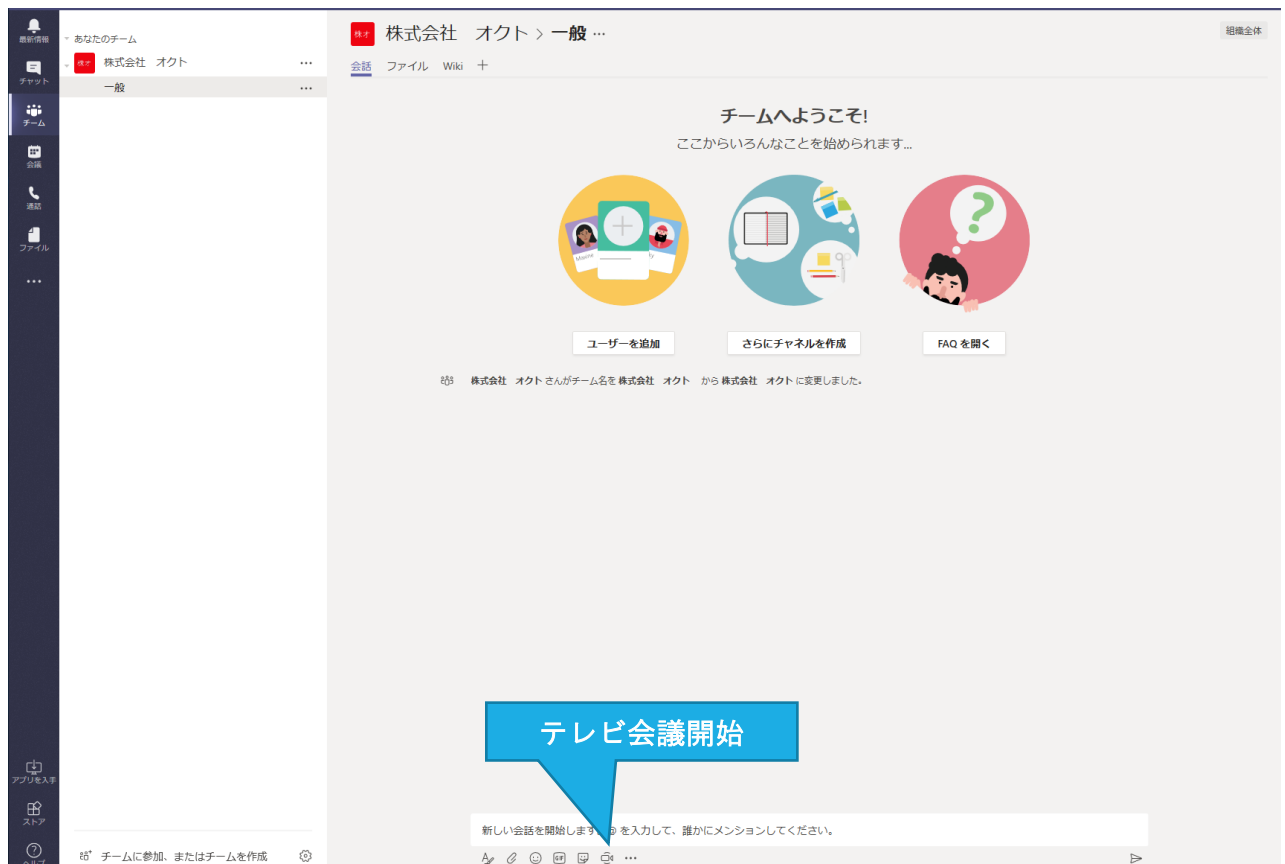 最新情報
チャット
チーム
会議
通話
ファイル
アプリを入手
ストア
ヘルプ
あなたのチーム
株オ 株式会社 オクト
一般
チームに参加、またはチームを作成
株オ 株式会社 オクト > 一般
組織全体
会話 ファイル Wiki
チームへようこそ!
ここからいろんなことを始められます...
Maxine
ユーザーを追加 さらにチャネルを作成 FAQ を開く
株式会社 オクト さんがチーム名を 株式会社 オクト から 株式会社 オクト に変更しました。
テレビ会議開始
新しい会話を開始します。@ を入力して、誰かにメンションしてください。
GIF